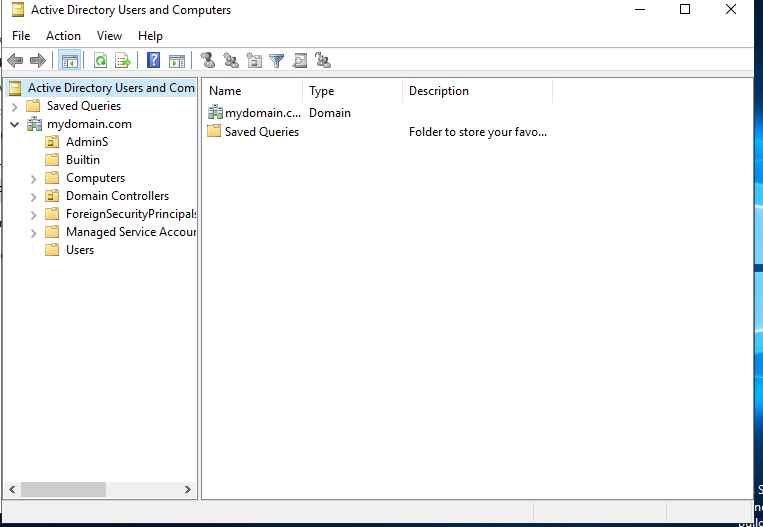 Active Directory Users and Computers
File Action View Help
Active Directory Users and Com
Saved Queries
mydomain.com
AdminS
Builtin
Computers
Domain Controllers
ForeignSecurityPrincipals
Managed Service Accour
Users
Name Type Description
mydomain.c... Domain
Saved Queries Folder to store your favo...